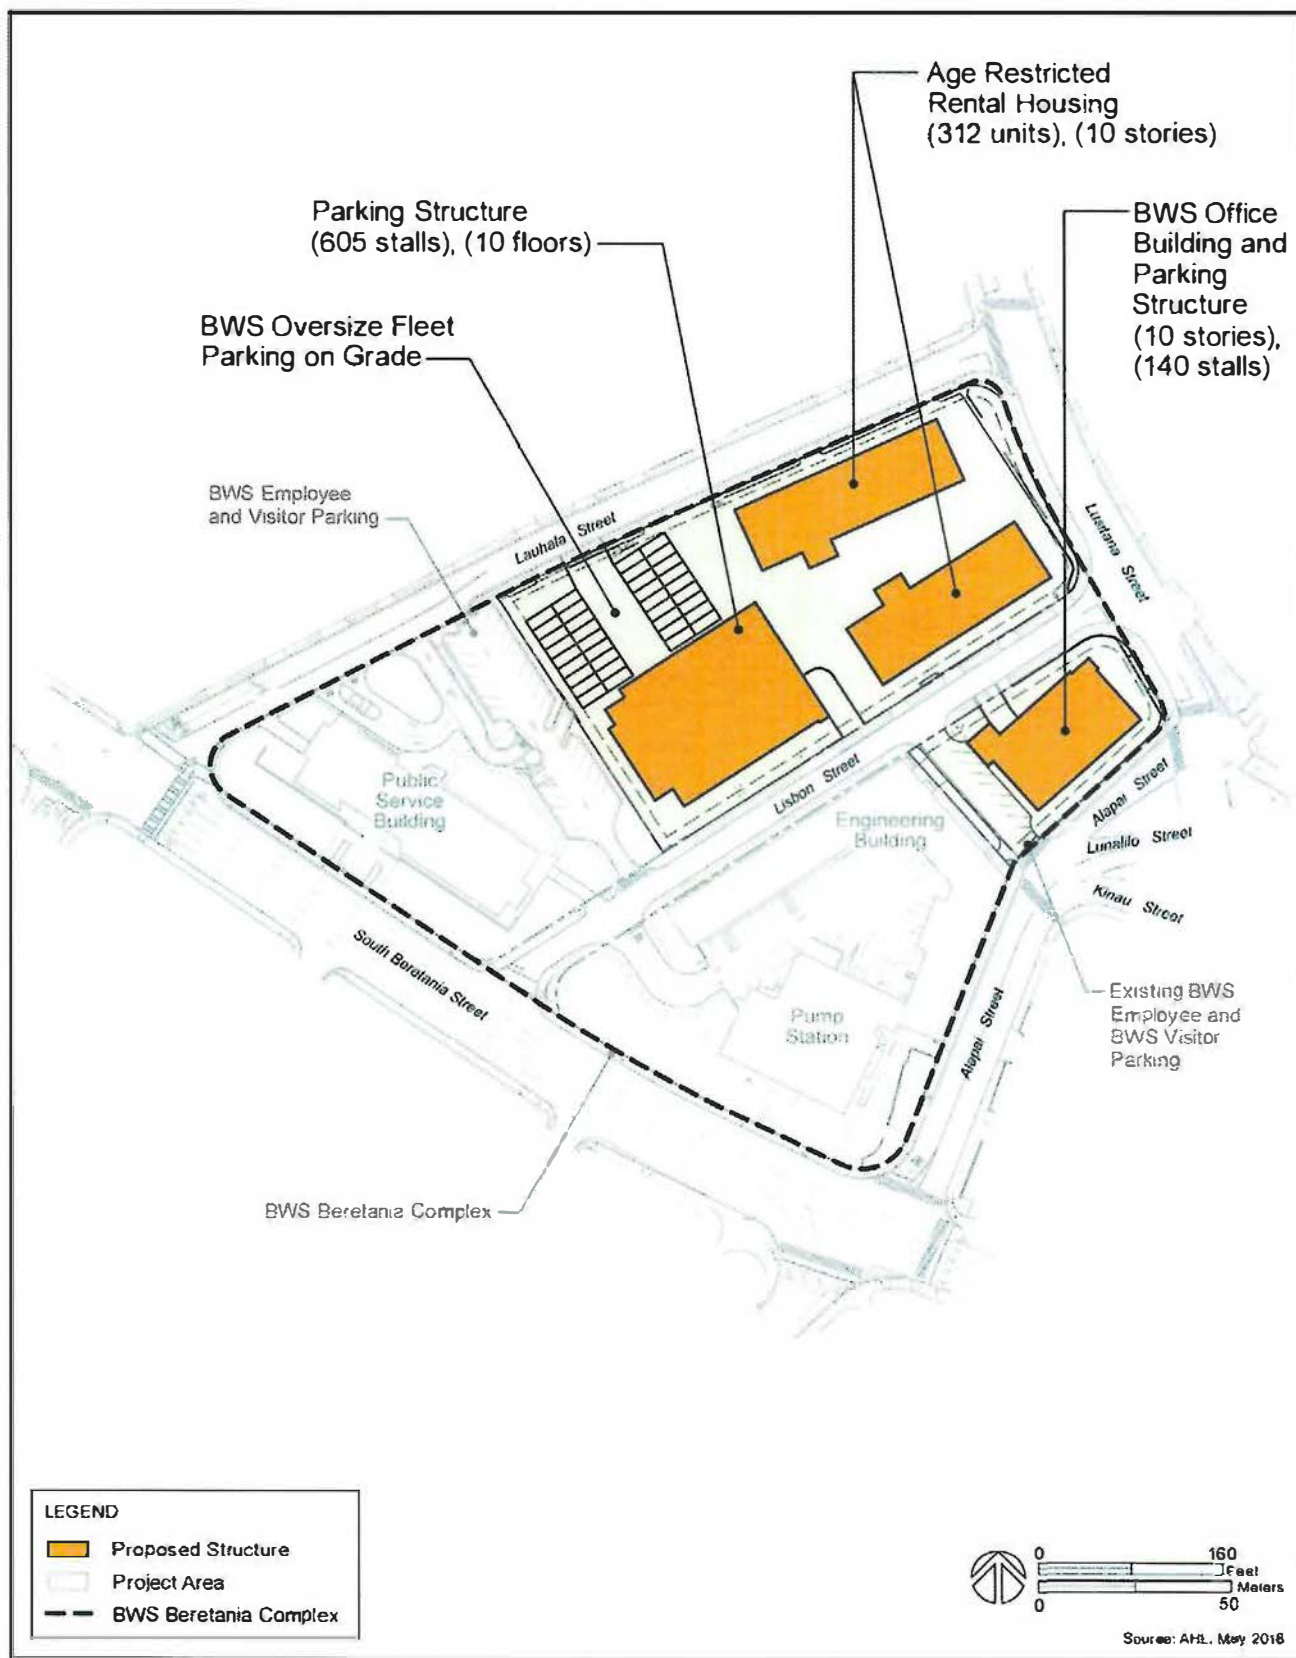 Age Restricted
Rental Housing
(312 units), (10 stories)
Parking Structure
(605 stalls), (10 floors)
BWS Office
Building and
Parking
Structure
(10 stories),
(140 stalls)
BWS Oversize Fleet
Parking on Grade
BWS Employee
and Visitor Parking
Lauhala Street
Lusitana Street
Public
Service
Building
Lisbon Street
Engineering
Building
Alapai Street
Lunalilo Street
Kinau Street
South Beretania Street
Pump
Station
Alapai Street
Existing BWS
Employee and
BWS Visitor
Parking
BWS Beretania Complex
LEGEND
Proposed Structure
Project Area
BWS Beretania Complex
0 160
Feet
Meters
0 50
Source: AHL, May 2018